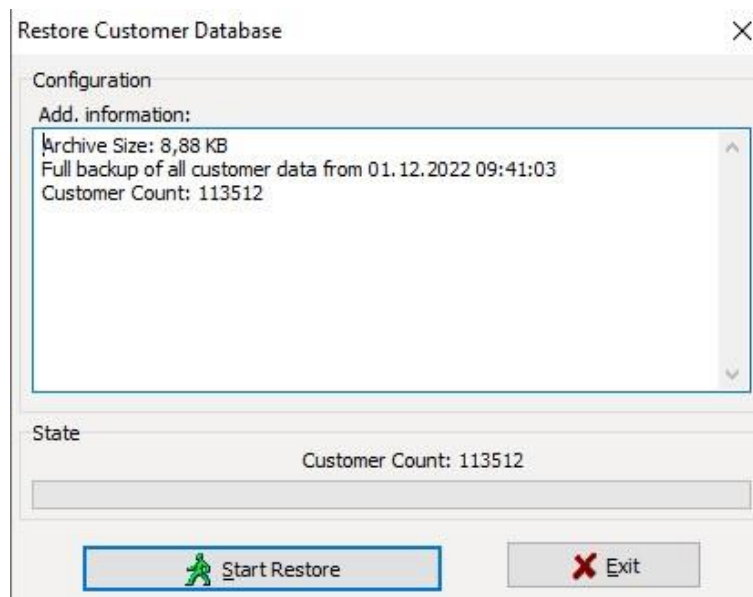 Restore Customer Database
Configuration
Add. information:
Archive Size: 8,88 KB
Full backup of all customer data from 01.12.2022 09:41:03
Customer Count: 113512
State
Customer Count: 113512
Start Restore
Exit